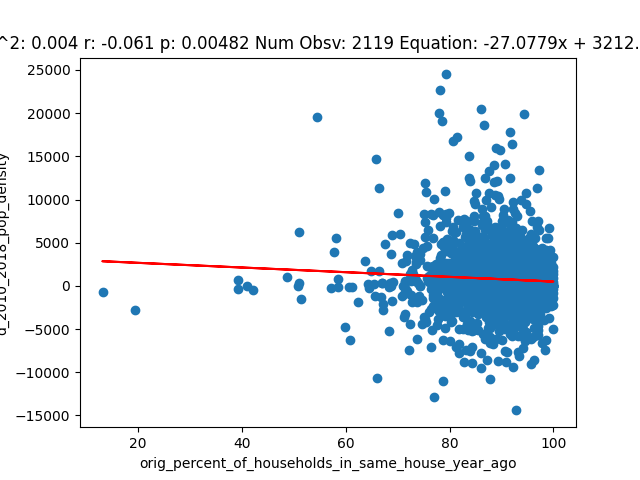 ^2: 0.004 r: -0.061 p: 0.00482 Num Obsv: 2119 Equation: -27.0779x + 3212.
25000
20000
15000
10000
5000
0
−5000
−10000
−15000
d_2010_2018_pop_density
20 40 60 80 100
orig_percent_of_households_in_same_house_year_ago